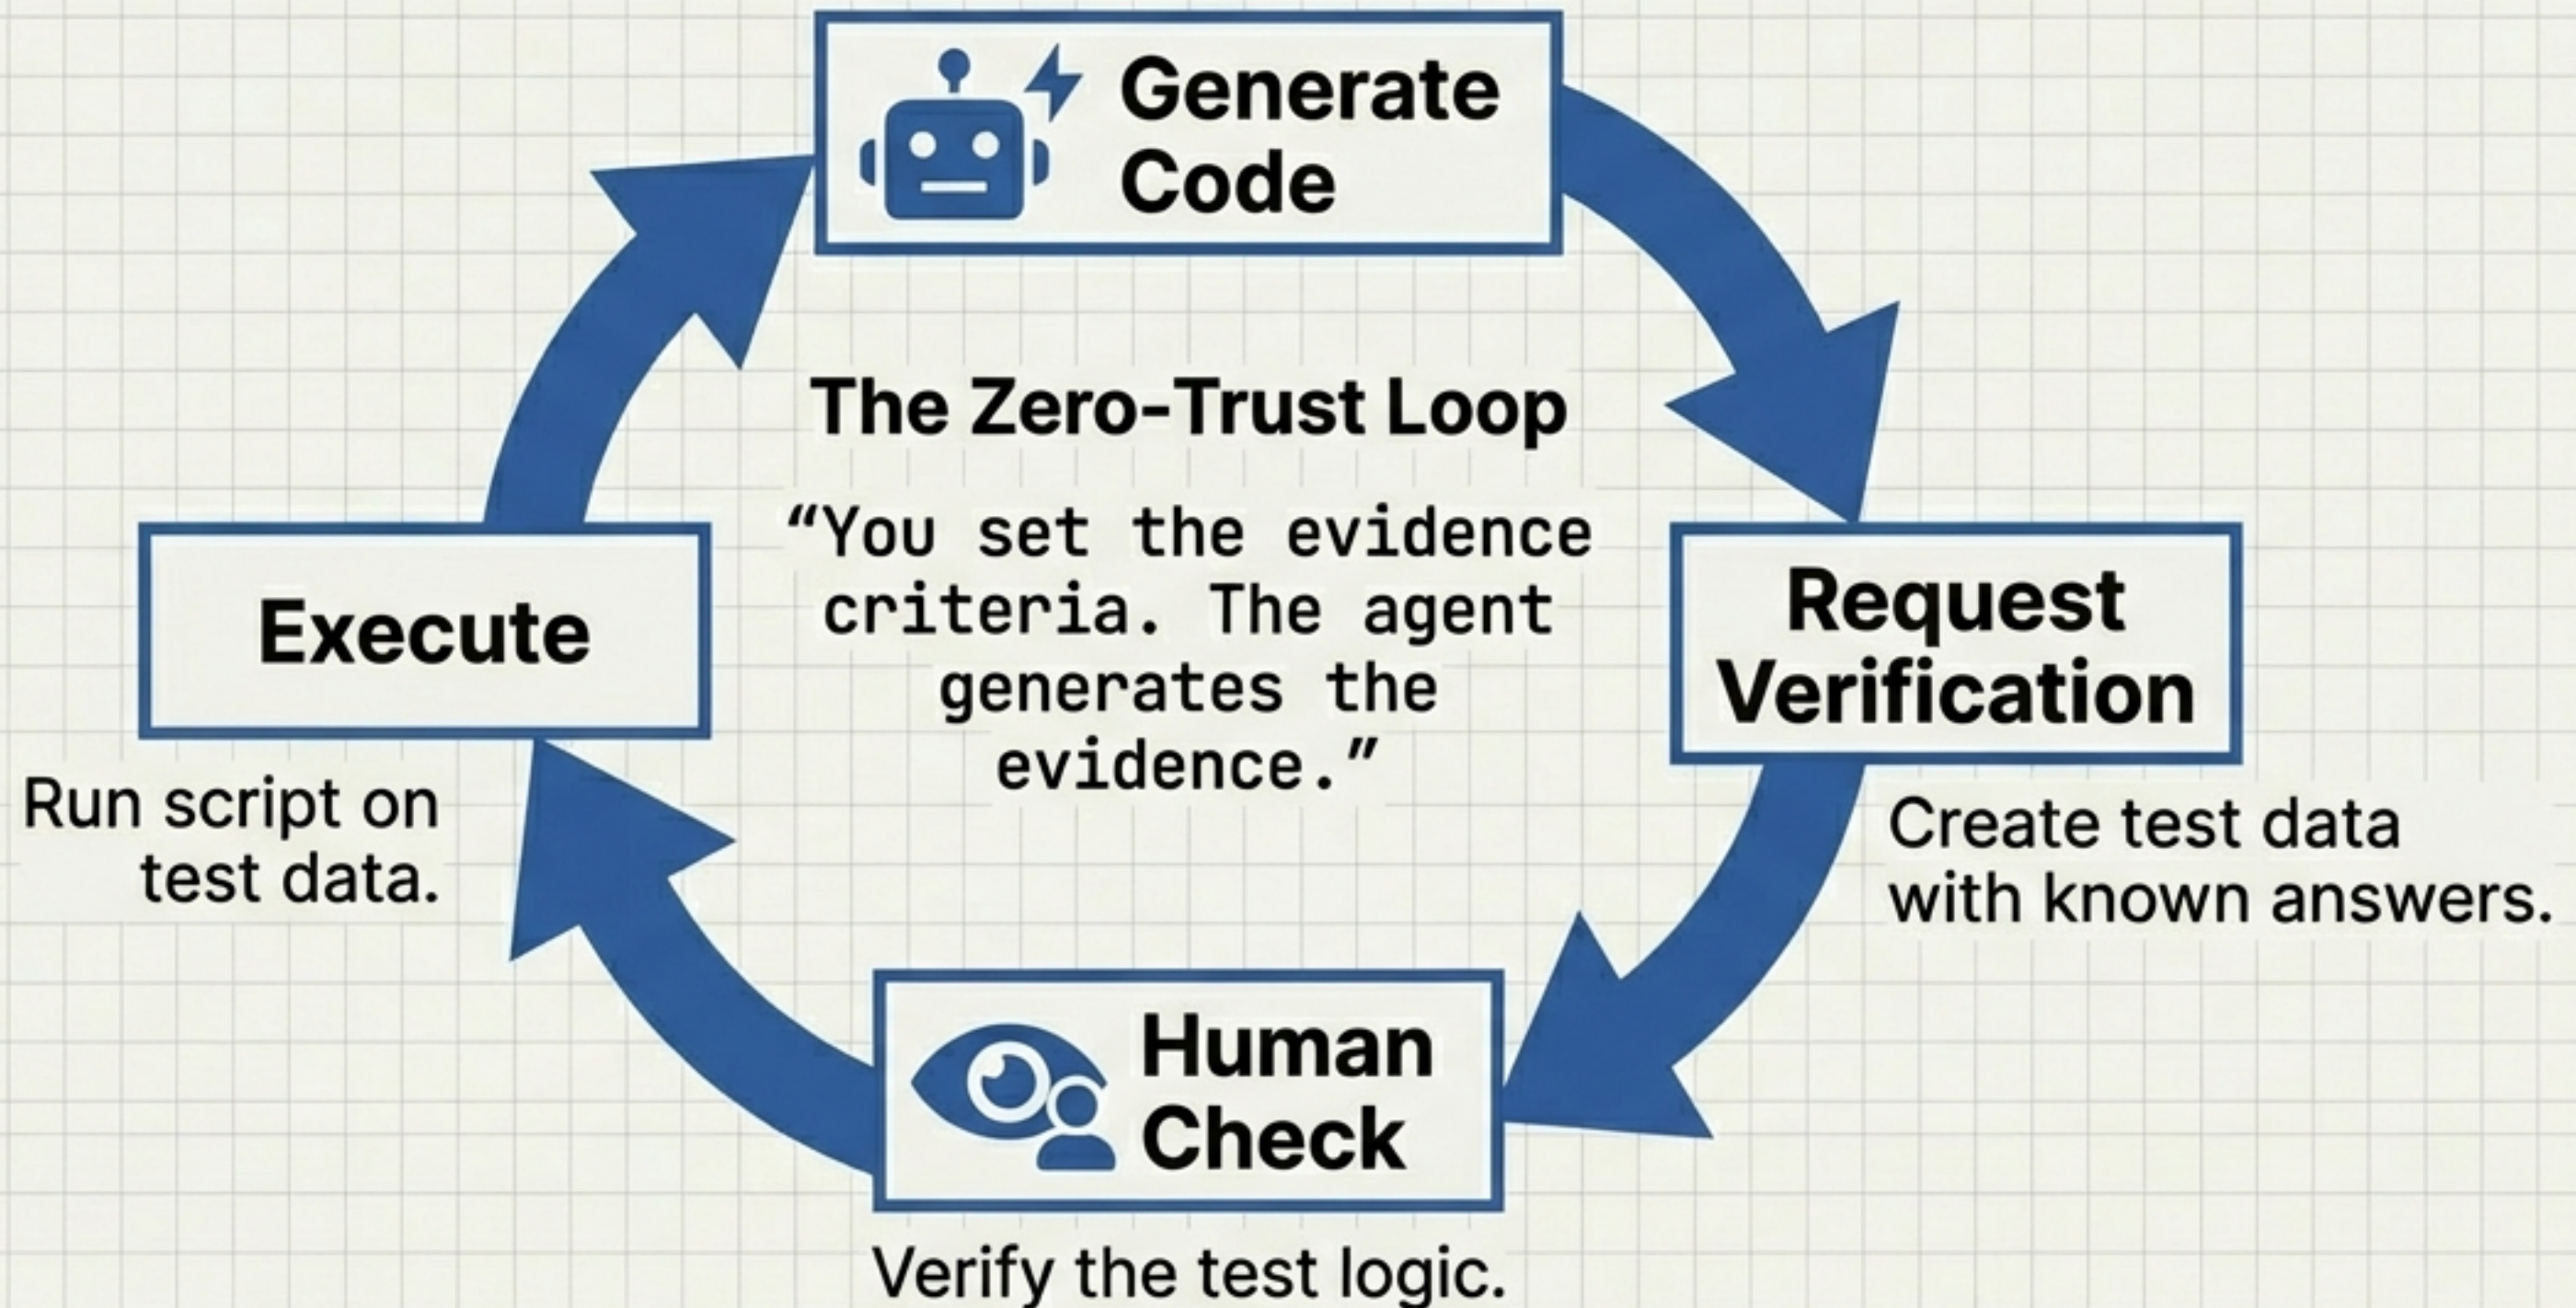 Generate
Code
The Zero-Trust Loop
“You set the evidence
criteria. The agent
generates the
evidence.”
Request
Verification
Create test data
with known answers.
Human
Check
Verify the test logic.
Execute
Run script on
test data.